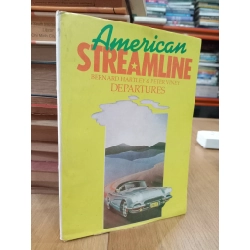 American
STREAMLINE
BERNARD HARTLEY & PETER VINEY
DEPARTURES